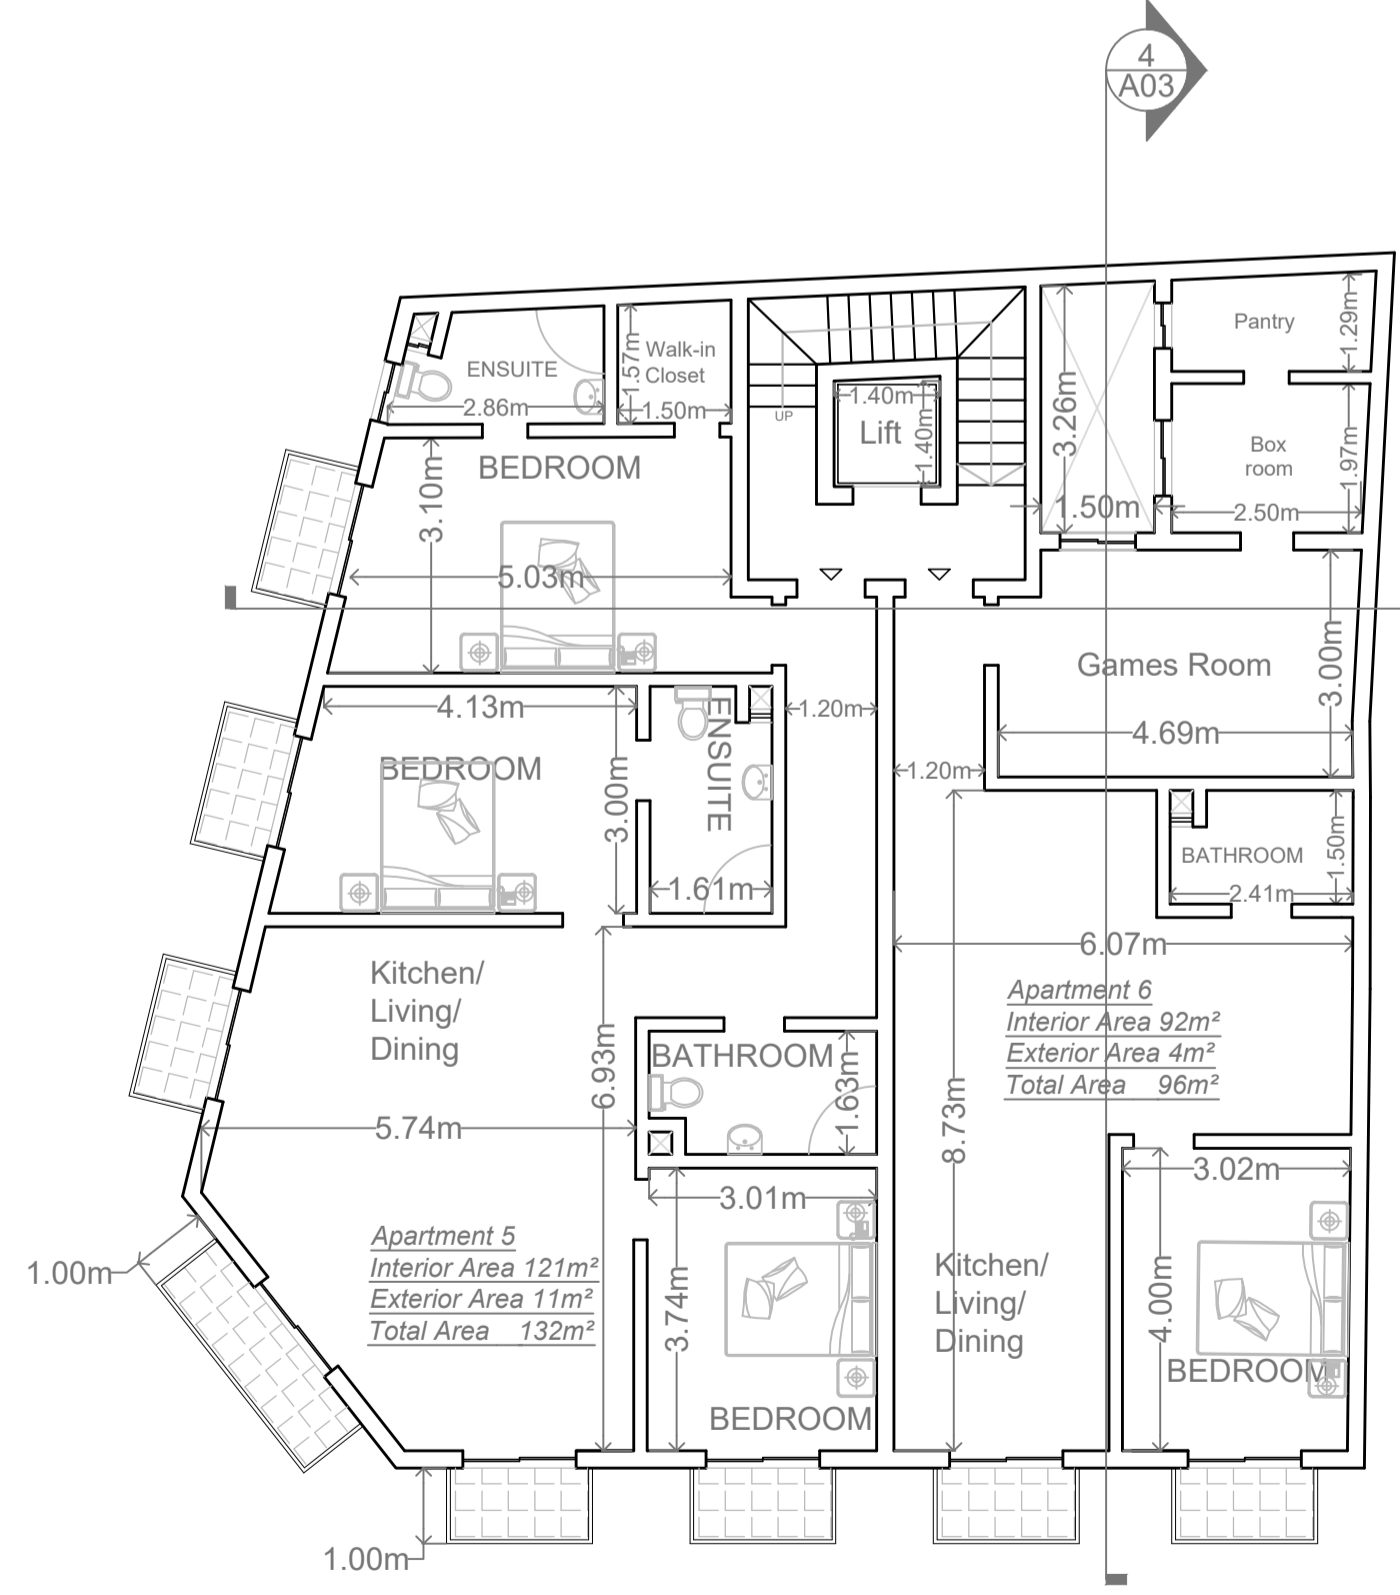 4
A03
Pantry
1.29m
Walk-in
Closet
1.57m
1.50m
ENSUITE
2.86m
UP
1.40m
Lift
1.40m
3.26m
1.50m
Box
room
1.97m
2.50m
BEDROOM
3.10m
5.03m
Games Room
3.00m
4.69m
1.20m
1.20m
4.13m
BEDROOM
3.00m
ENSUITE
1.61m
BATHROOM
1.50m
2.41m
6.07m
Kitchen/
Living/
Dining
Apartment 6
Interior Area 92m²
Exterior Area 4m²
Total Area 96m²
6.93m
BATHROOM
1.63m
8.73m
5.74m
3.01m
3.02m
Apartment 5
Interior Area 121m²
Exterior Area 11m²
Total Area 132m²
1.00m
3.74m
BEDROOM
Kitchen/
Living/
Dining
4.00m
BEDROOM
1.00m